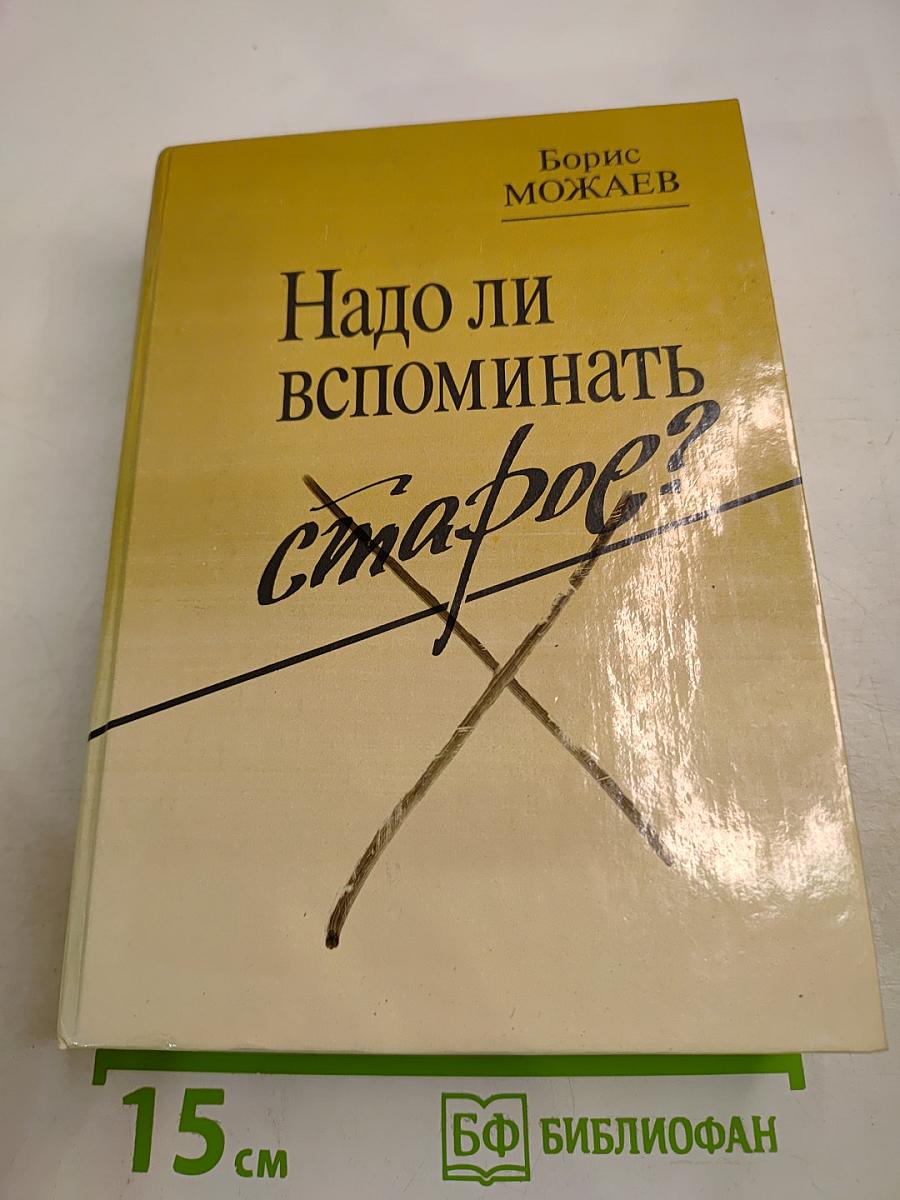 Борис
МОЖАЕВ
Надо ли
вспоминать
старое?
15 см
БФ БИБЛИОФАН